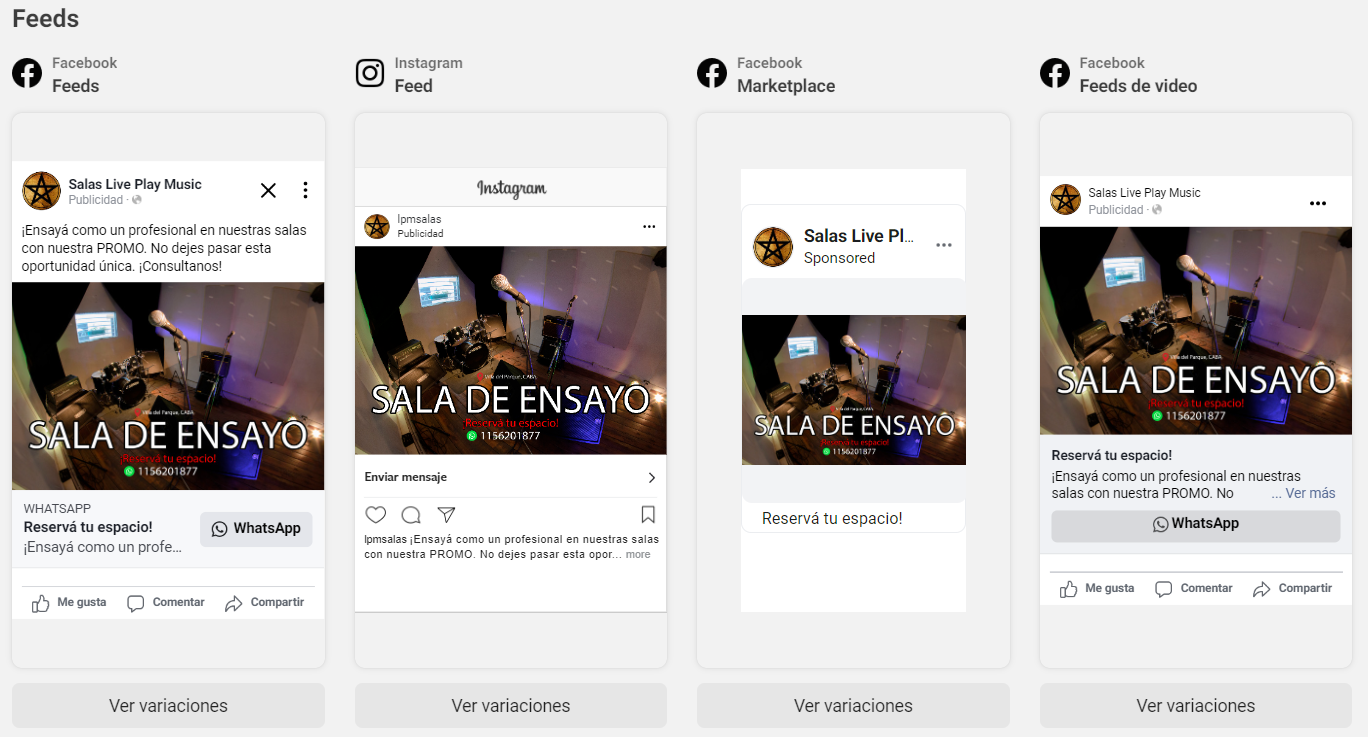 Feeds
Facebook
Feeds
Salas Live Play Music
Publicidad ·
¡Ensayá como un profesional en nuestras salas
con nuestra PROMO. No dejes pasar esta
oportunidad única. ¡Consultanos!
Villa del Parque, CABA.
SALA DE ENSAYO
¡Reservá tu espacio!
1156201877
WHATSAPP
Reservá tu espacio!
¡Ensayá como un profe...
WhatsApp
Me gusta Comentar Compartir
Ver variaciones
Instagram
Feed
Instagram
lpmsalas
Publicidad
Villa del Parque, CABA.
SALA DE ENSAYO
¡Reservá tu espacio!
1156201877
Enviar mensaje
lpmsalas ¡Ensayá como un profesional en nuestras salas
con nuestra PROMO. No dejes pasar esta opor... more
Ver variaciones
Facebook
Marketplace
Salas Live Pl...
Sponsored
Villa del Parque, CABA.
SALA DE ENSAYO
¡Reservá tu espacio!
1156201877
Reservá tu espacio!
Ver variaciones
Facebook
Feeds de video
Salas Live Play Music
Publicidad ·
Villa del Parque, CABA.
SALA DE ENSAYO
¡Reservá tu espacio!
1156201877
Reservá tu espacio!
¡Ensayá como un profesional en nuestras
salas con nuestra PROMO. No ... Ver más
WhatsApp
Me gusta Comentar Compartir
Ver variaciones